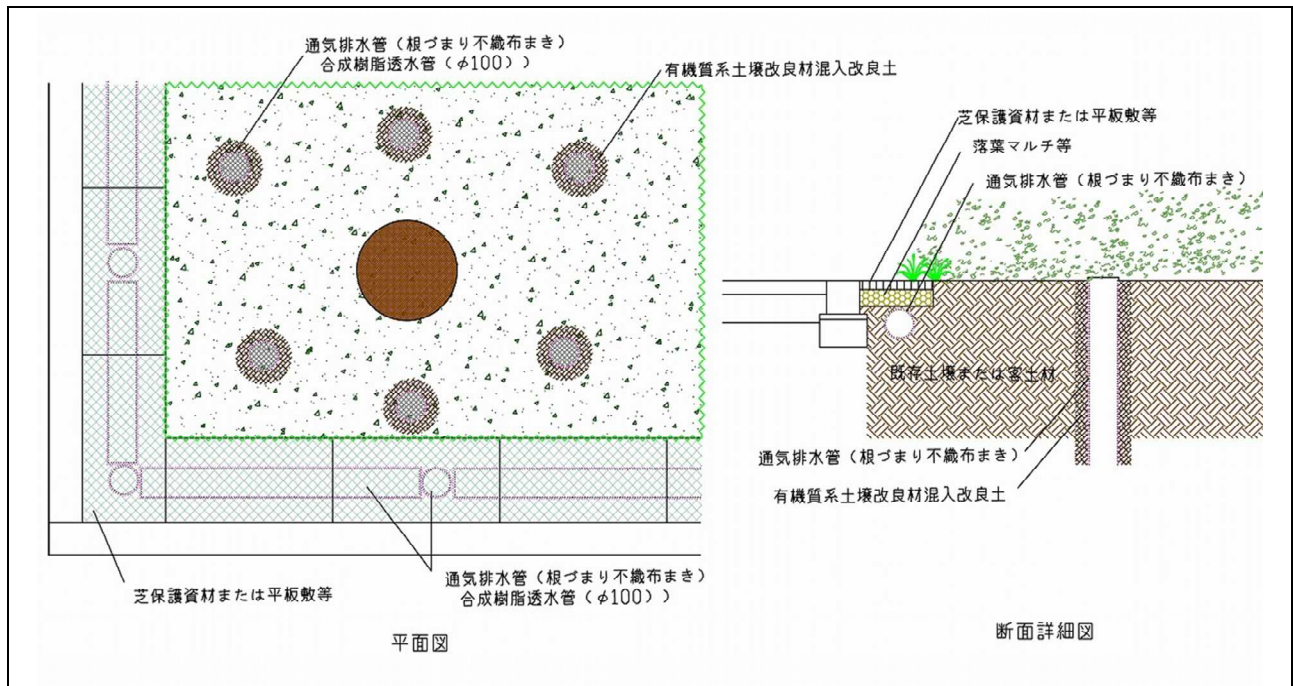 通気排水管（根づまり不織布まき）
合成樹脂透水管（φ100））
有機質系土壌改良材混入改良土
芝保護資材または平板敷等
通気排水管（根づまり不織布まき）
合成樹脂透水管（φ100））
平面図
芝保護資材または平板敷等
落葉マルチ等
通気排水管（根づまり不織布まき）
既存土壌または客土材
通気排水管（根づまり不織布まき）
有機質系土壌改良材混入改良土
断面詳細図